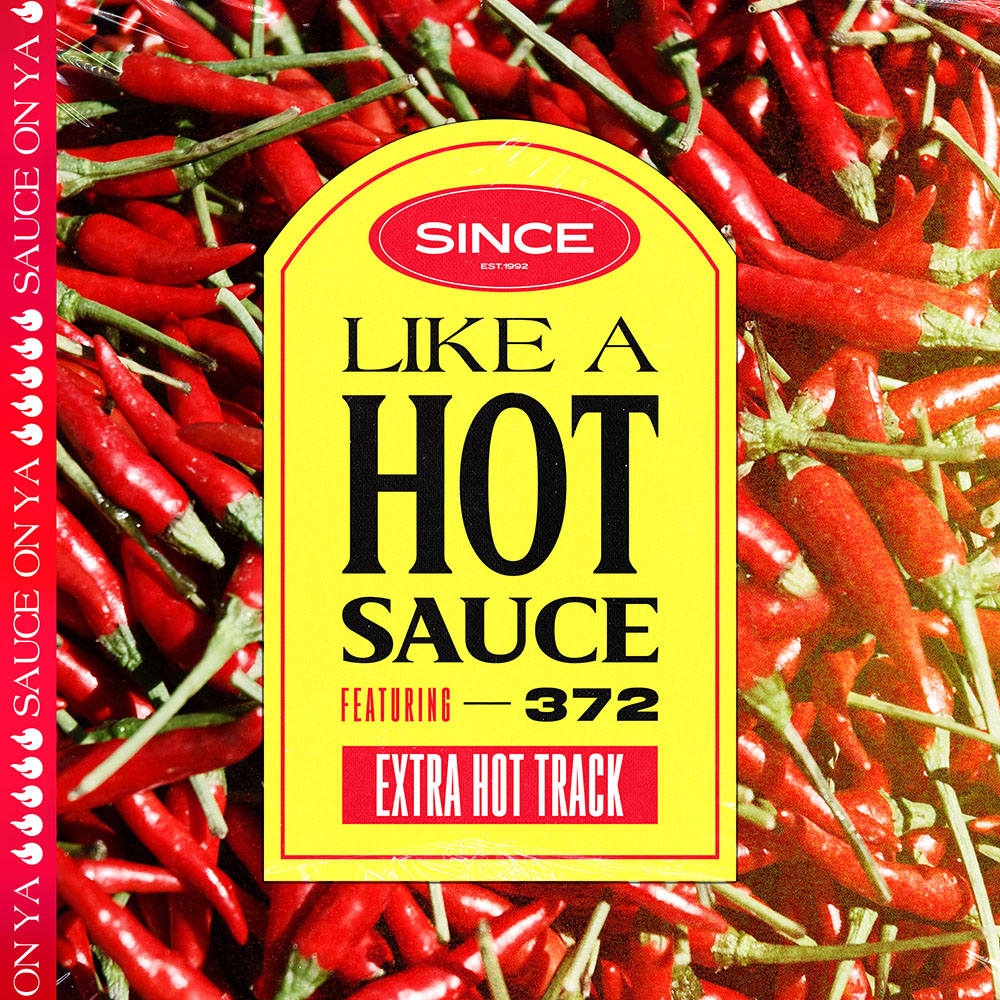 SINCE
EST.1992
LIKE A
HOT
SAUCE
FEATURING — 372
EXTRA HOT TRACK
ON YA SAUCE ON YA SAUCE ON YA